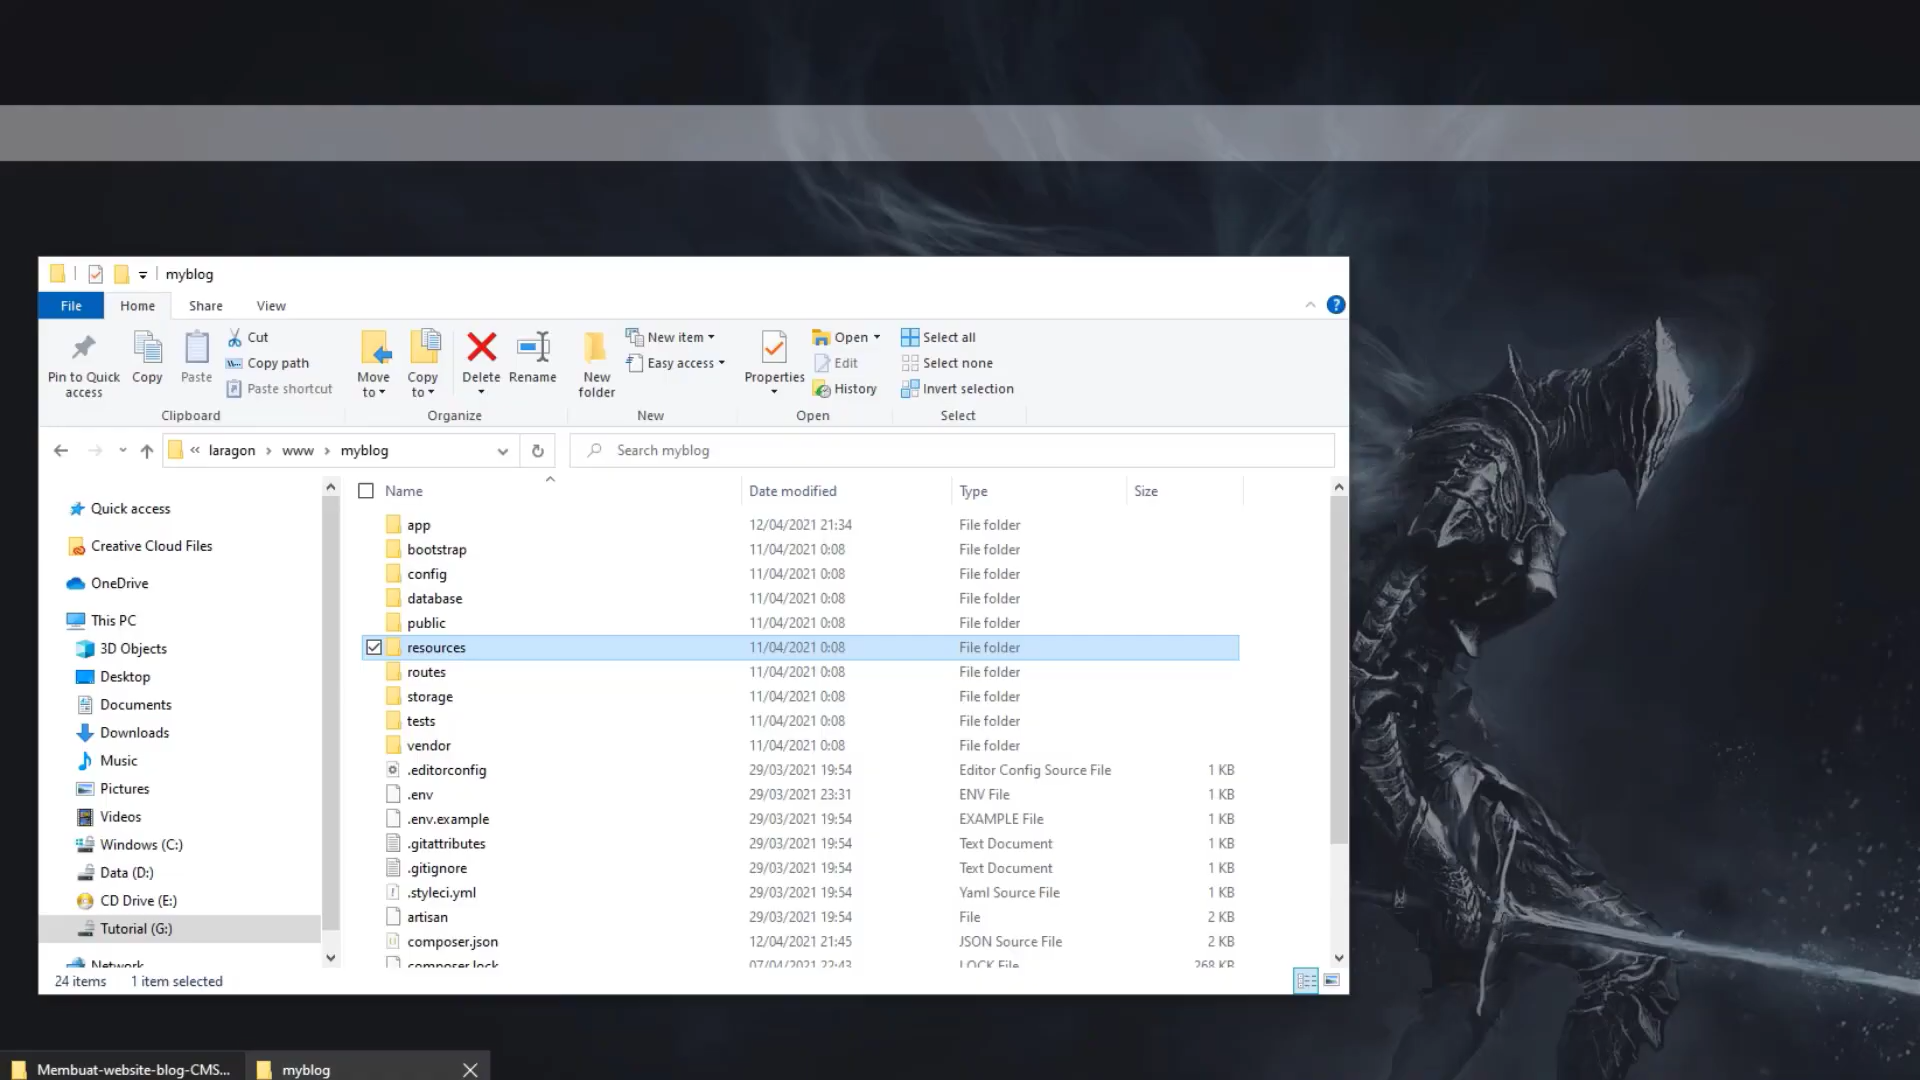 myblog
File Home Share View
Pin to Quick access
Copy
Paste
Cut
Copy path
Paste shortcut
Clipboard
Move to
Copy to
Delete
Rename
Organize
New folder
New item
Easy access
New
Properties
Open
Edit
History
Open
Select all
Select none
Invert selection
Select
« laragon › www › myblog
Search myblog
Quick access
Creative Cloud Files
OneDrive
This PC
3D Objects
Desktop
Documents
Downloads
Music
Pictures
Videos
Windows (C:)
Data (D:)
CD Drive (E:)
Tutorial (G:)
Network
Name Date modified Type Size
app 12/04/2021 21:34 File folder
bootstrap 11/04/2021 0:08 File folder
config 11/04/2021 0:08 File folder
database 11/04/2021 0:08 File folder
public 11/04/2021 0:08 File folder
resources 11/04/2021 0:08 File folder
routes 11/04/2021 0:08 File folder
storage 11/04/2021 0:08 File folder
tests 11/04/2021 0:08 File folder
vendor 11/04/2021 0:08 File folder
.editorconfig 29/03/2021 19:54 Editor Config Source File 1 KB
.env 29/03/2021 23:31 ENV File 1 KB
.env.example 29/03/2021 19:54 EXAMPLE File 1 KB
.gitattributes 29/03/2021 19:54 Text Document 1 KB
.gitignore 29/03/2021 19:54 Text Document 1 KB
.styleci.yml 29/03/2021 19:54 Yaml Source File 1 KB
artisan 29/03/2021 19:54 File 2 KB
composer.json 12/04/2021 21:45 JSON Source File 2 KB
composer.lock 07/04/2021 22:43 LOCK File 268 KB
24 items 1 item selected
Membuat-website-blog-CMS... myblog